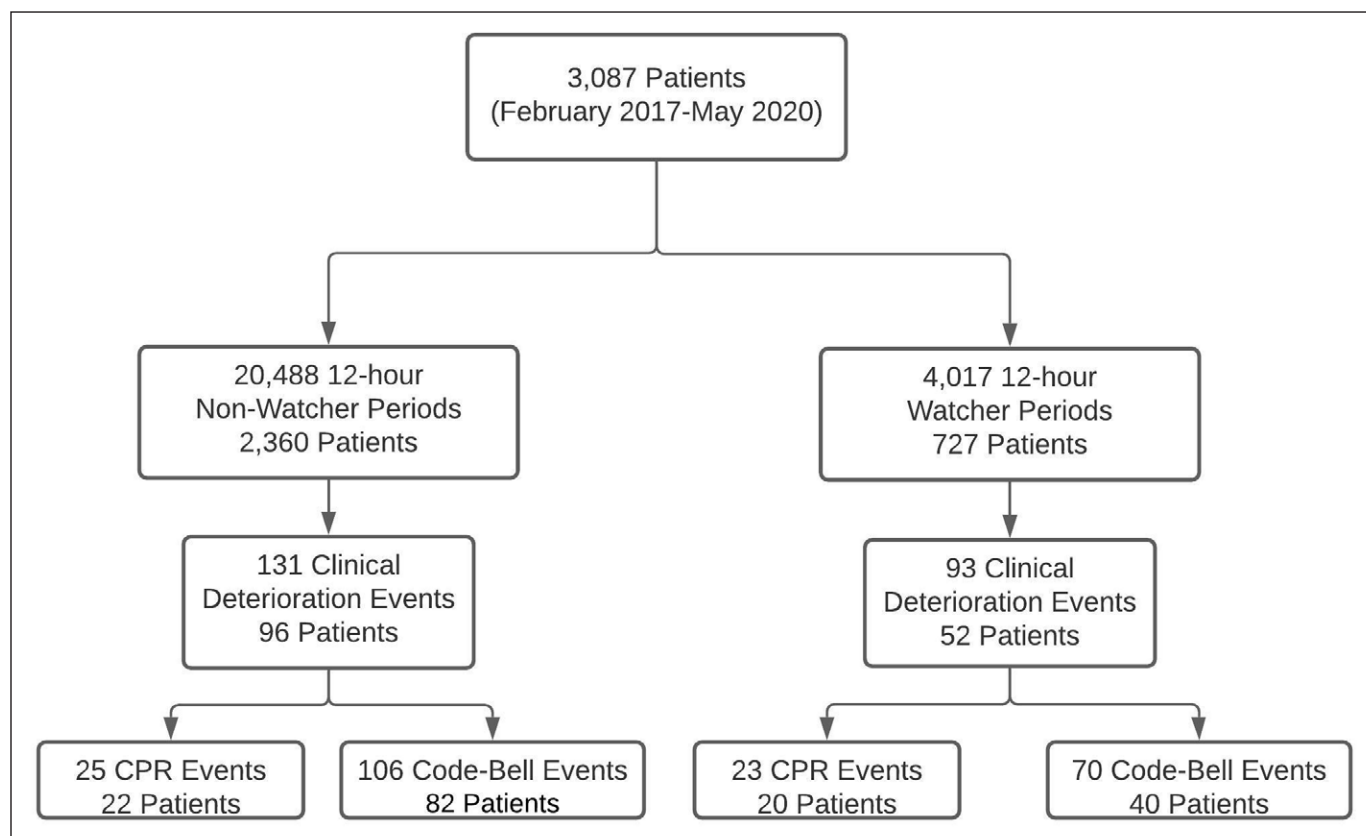 3,087 Patients
(February 2017-May 2020)
20,488 12-hour
Non-Watcher Periods
2,360 Patients
4,017 12-hour
Watcher Periods
727 Patients
131 Clinical
Deterioration Events
96 Patients
93 Clinical
Deterioration Events
52 Patients
25 CPR Events
22 Patients
106 Code-Bell Events
82 Patients
23 CPR Events
20 Patients
70 Code-Bell Events
40 Patients